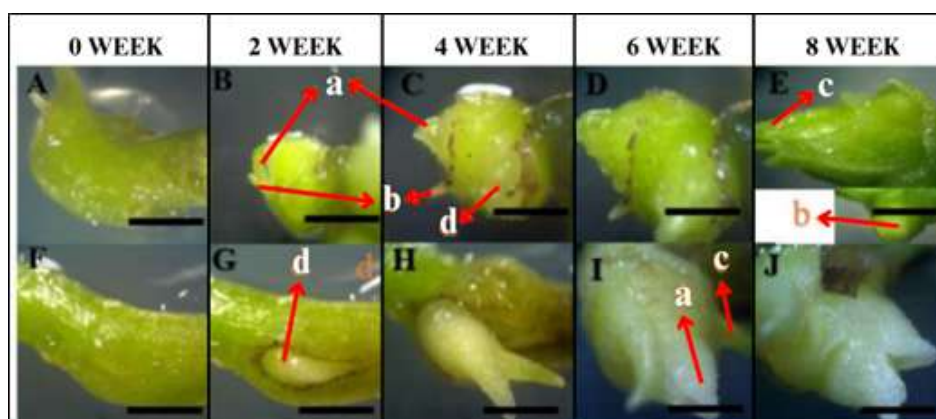 0 WEEK 2 WEEK 4 WEEK 6 WEEK 8 WEEK
A B a C D E c
b d b
F G d d H I c a J